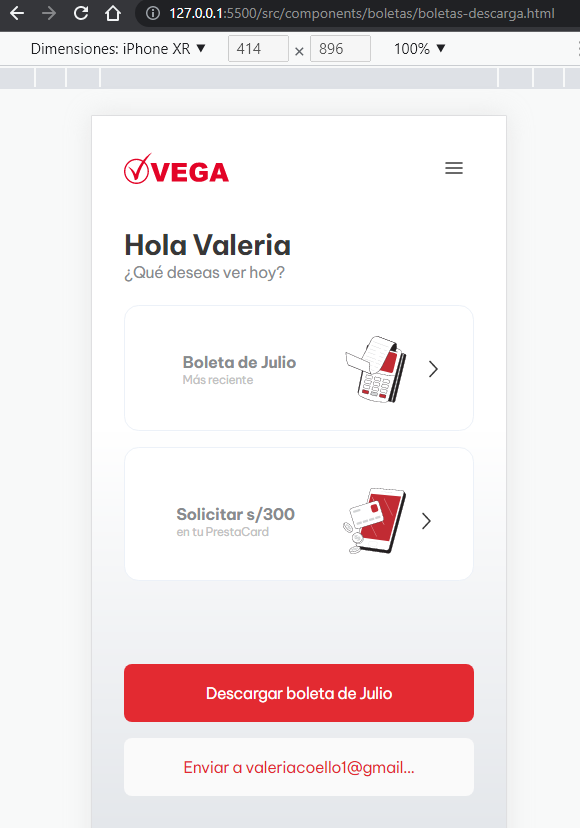 127.0.0.1:5500/src/components/boletas/boletas-descarga.html
Dimensiones: iPhone XR ▼ 414 × 896 100% ▼
VEGA
Hola Valeria
¿Qué deseas ver hoy?
Boleta de Julio
Más reciente
Solicitar s/300
en tu PrestaCard
Descargar boleta de Julio
Enviar a valeriacoello1@gmail...